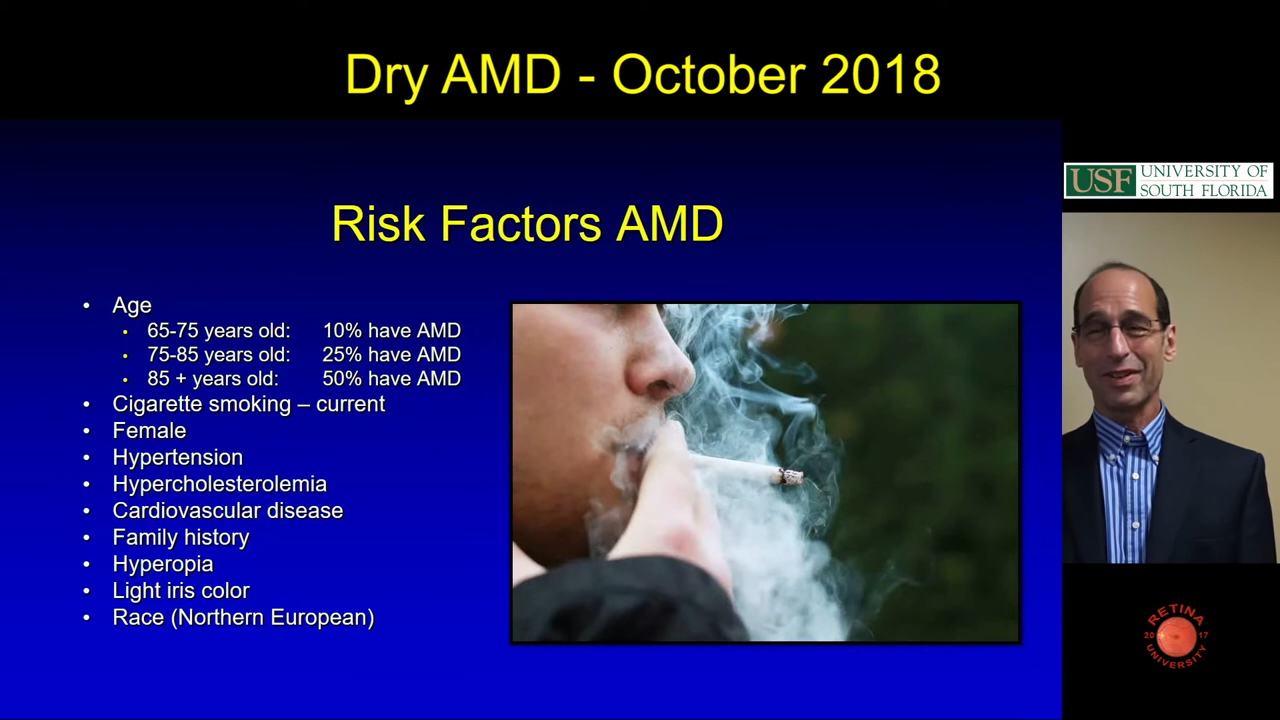 Dry AMD - October 2018
USF UNIVERSITY OF
SOUTH FLORIDA
Risk Factors AMD
• Age
• 65-75 years old: 10% have AMD
• 75-85 years old: 25% have AMD
• 85 + years old: 50% have AMD
• Cigarette smoking – current
• Female
• Hypertension
• Hypercholesterolemia
• Cardiovascular disease
• Family history
• Hyperopia
• Light iris color
• Race (Northern European)
RETINA
20 17
UNIVERSITY